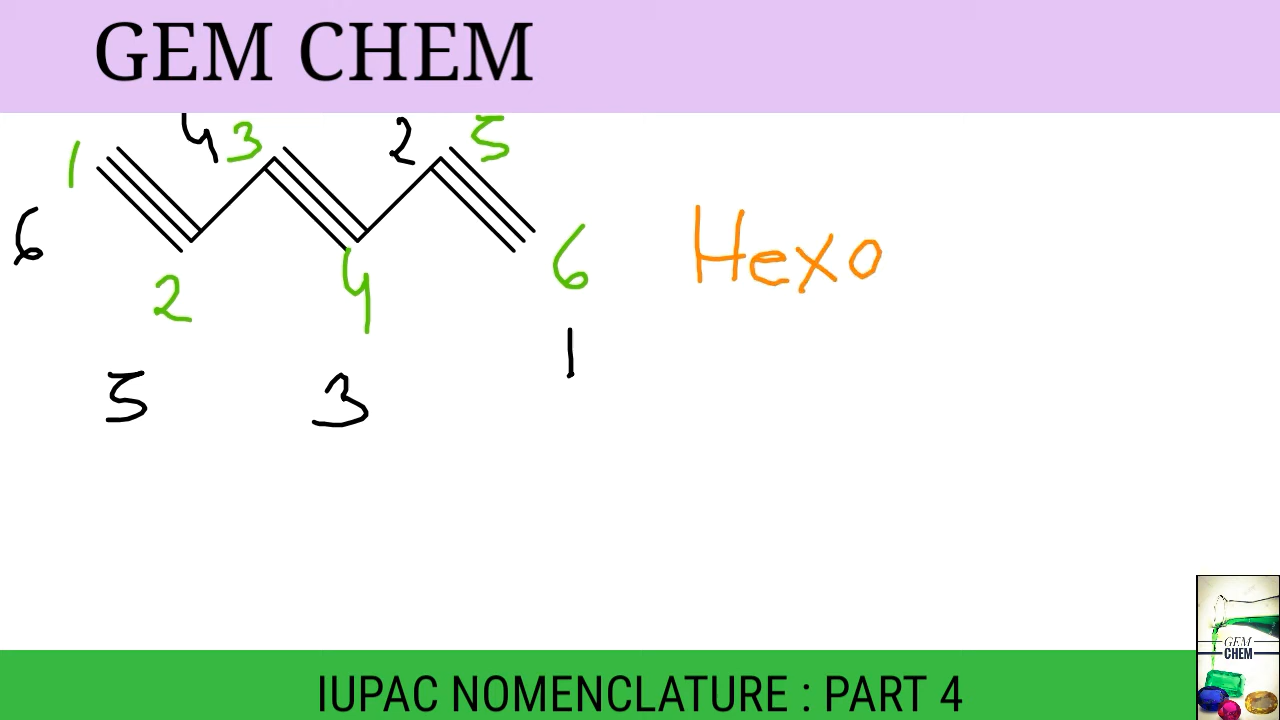 GEM CHEM
1 4 3 2 5
6 Hexo
2 4 6
5 3 1
GEM
CHEM
IUPAC NOMENCLATURE : PART 4